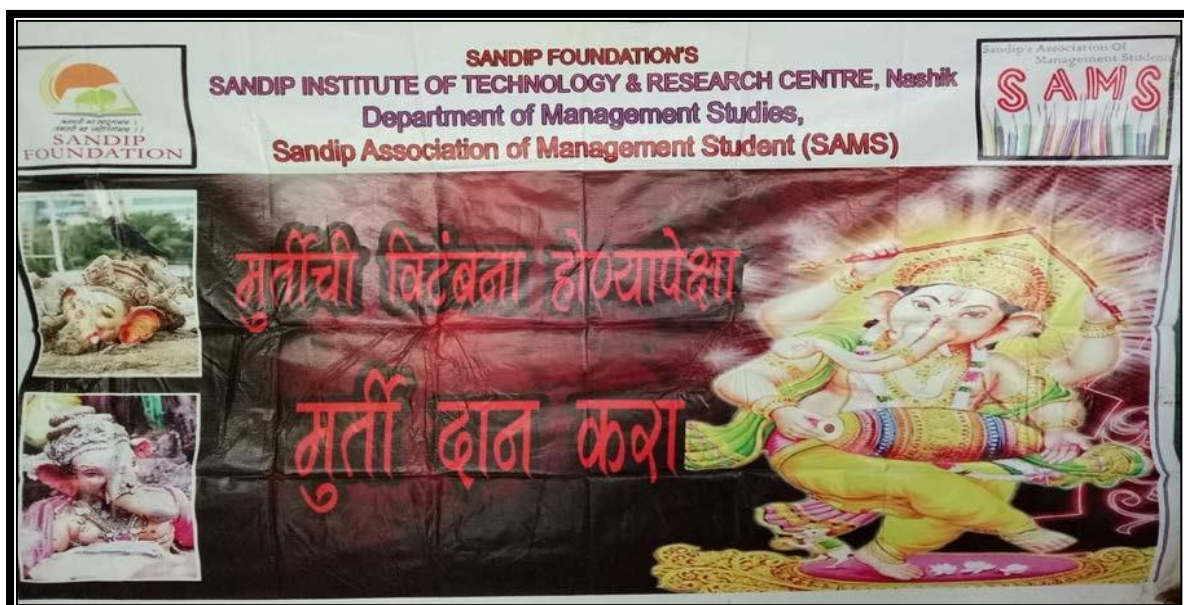 SANDIP FOUNDATION'S
SANDIP INSTITUTE OF TECHNOLOGY & RESEARCH CENTRE, Nashik
Department of Management Studies,
Sandip Association of Management Student (SAMS)
SANDIP
FOUNDATION
Sandip's Association Of
Management Students
SAMS
मुर्तीची विटंबना होण्यापेक्षा
मुर्ती दान करा